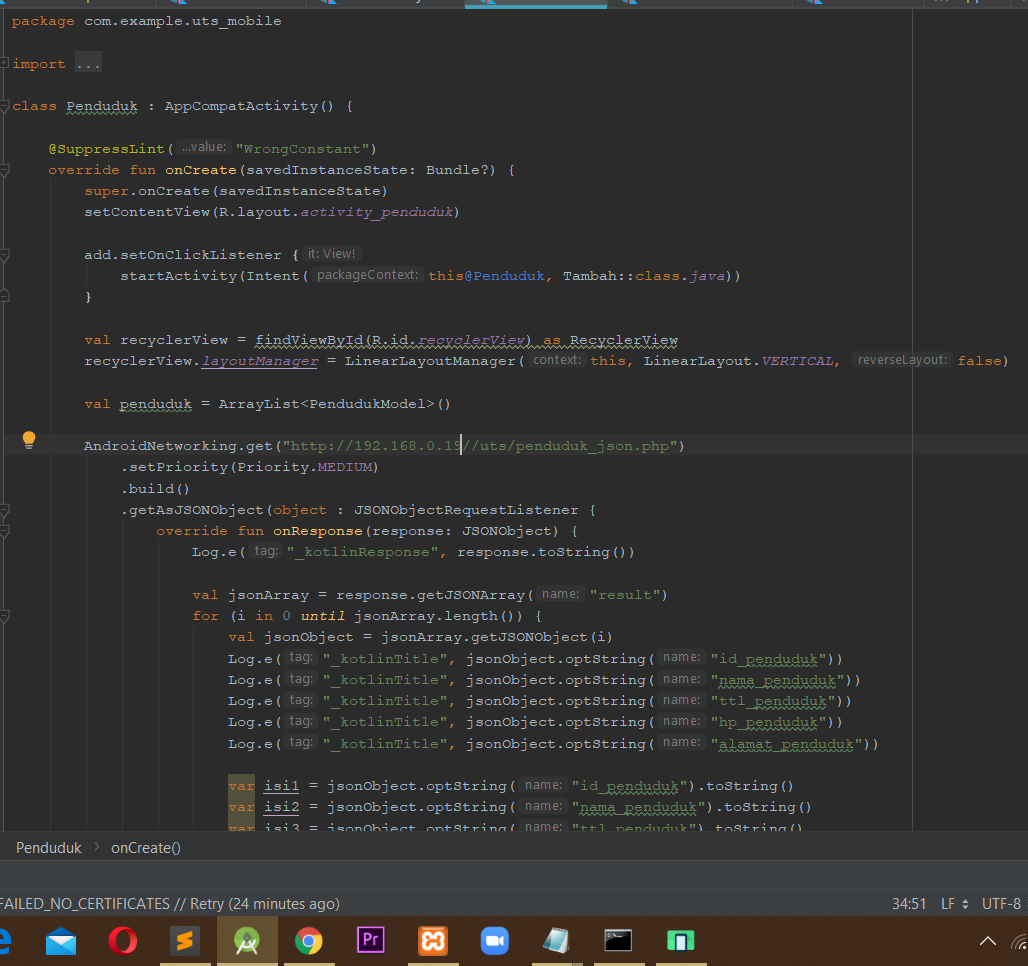 package com.example.uts_mobile
import ...
class Penduduk : AppCompatActivity() {
@SuppressLint( ...value: "WrongConstant")
override fun onCreate(savedInstanceState: Bundle?) {
super.onCreate(savedInstanceState)
setContentView(R.layout.activity_penduduk)
add.setOnClickListener { it: View!
startActivity(Intent( packageContext: this@Penduduk, Tambah::class.java))
}
val recyclerView = findViewById(R.id.recyclerView) as RecyclerView
recyclerView.layoutManager = LinearLayoutManager( context: this, LinearLayout.VERTICAL, reverseLayout: false)
val penduduk = ArrayList<PendudukModel>()
AndroidNetworking.get("http://192.168.0.19//uts/penduduk_json.php")
.setPriority(Priority.MEDIUM)
.build()
.getAsJSONObject(object : JSONObjectRequestListener {
override fun onResponse(response: JSONObject) {
Log.e( tag: "_kotlinResponse", response.toString())
val jsonArray = response.getJSONArray( name: "result")
for (i in 0 until jsonArray.length()) {
val jsonObject = jsonArray.getJSONObject(i)
Log.e( tag: "_kotlinTitle", jsonObject.optString( name: "id_penduduk"))
Log.e( tag: "_kotlinTitle", jsonObject.optString( name: "nama_penduduk"))
Log.e( tag: "_kotlinTitle", jsonObject.optString( name: "ttl_penduduk"))
Log.e( tag: "_kotlinTitle", jsonObject.optString( name: "hp_penduduk"))
Log.e( tag: "_kotlinTitle", jsonObject.optString( name: "alamat_penduduk"))
var isi1 = jsonObject.optString( name: "id_penduduk").toString()
var isi2 = jsonObject.optString( name: "nama_penduduk").toString()
var isi3 = jsonObject.optString( name: "ttl_penduduk").toString()
Penduduk > onCreate()
FAILED_NO_CERTIFICATES // Retry (24 minutes ago) 34:51 LF UTF-8
Pr